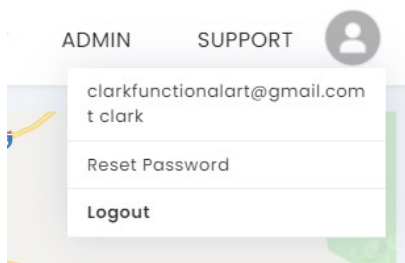 ADMIN SUPPORT
clarkfunctionalart@gmail.com
t clark
Reset Password
Logout